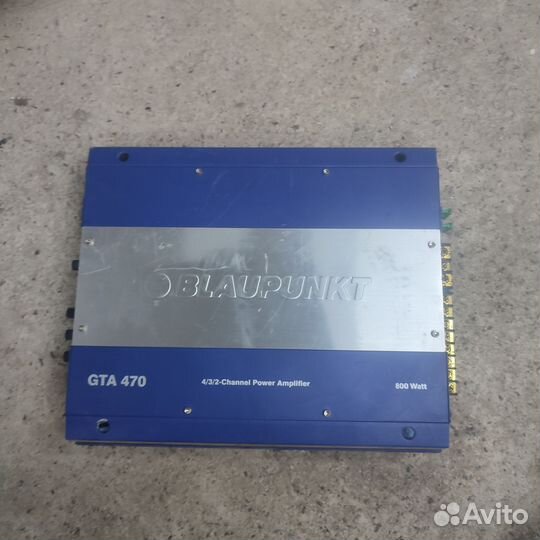 BLAUPUNKT
GTA 470
4/3/2-Channel Power Amplifier
800 Watt
Avito